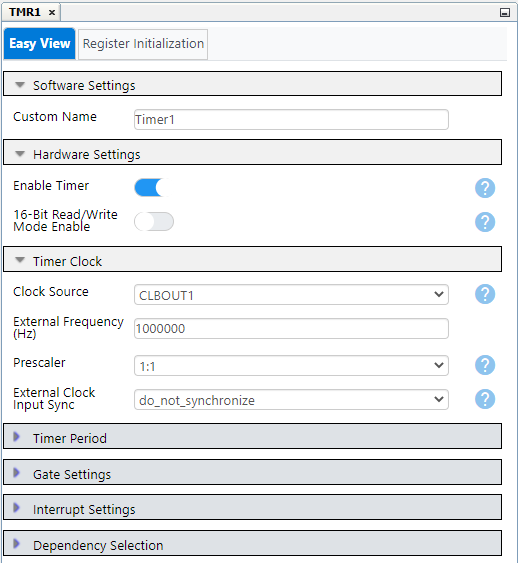 TMR1 ×
Easy View
Register Initialization
Software Settings
Custom Name
Timer1
Hardware Settings
Enable Timer
?
16-Bit Read/Write
Mode Enable
?
Timer Clock
Clock Source
CLBOUT1
?
External Frequency
(Hz)
1000000
Prescaler
1:1
?
External Clock
Input Sync
do_not_synchronize
?
Timer Period
Gate Settings
Interrupt Settings
Dependency Selection